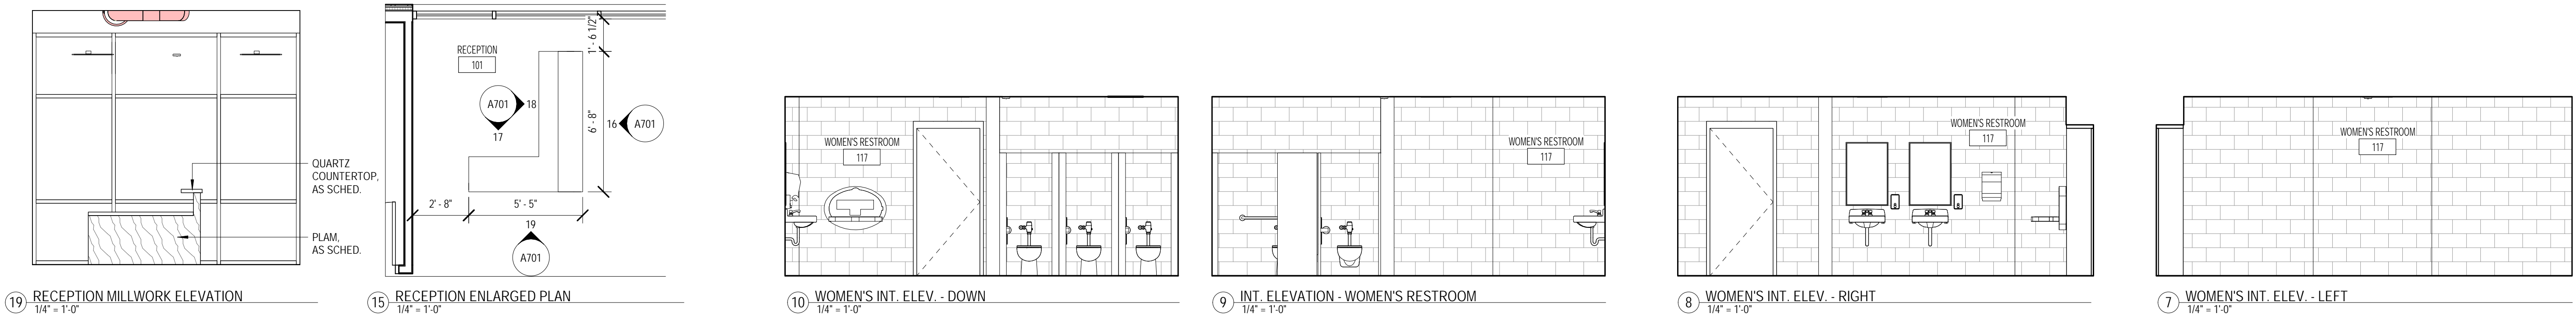 QUARTZ
COUNTERTOP,
AS SCHED.
PLAM,
AS SCHED.
19 RECEPTION MILLWORK ELEVATION
1/4" = 1'-0"
RECEPTION
101
A701
18
17
1' - 6 1/2"
6' - 8"
16 A701
2' - 8"
5' - 5"
19
A701
15 RECEPTION ENLARGED PLAN
1/4" = 1'-0"
WOMEN'S RESTROOM
117
10 WOMEN'S INT. ELEV. - DOWN
1/4" = 1'-0"
WOMEN'S RESTROOM
117
9 INT. ELEVATION - WOMEN'S RESTROOM
1/4" = 1'-0"
WOMEN'S RESTROOM
117
8 WOMEN'S INT. ELEV. - RIGHT
1/4" = 1'-0"
WOMEN'S RESTROOM
117
7 WOMEN'S INT. ELEV. - LEFT
1/4" = 1'-0"